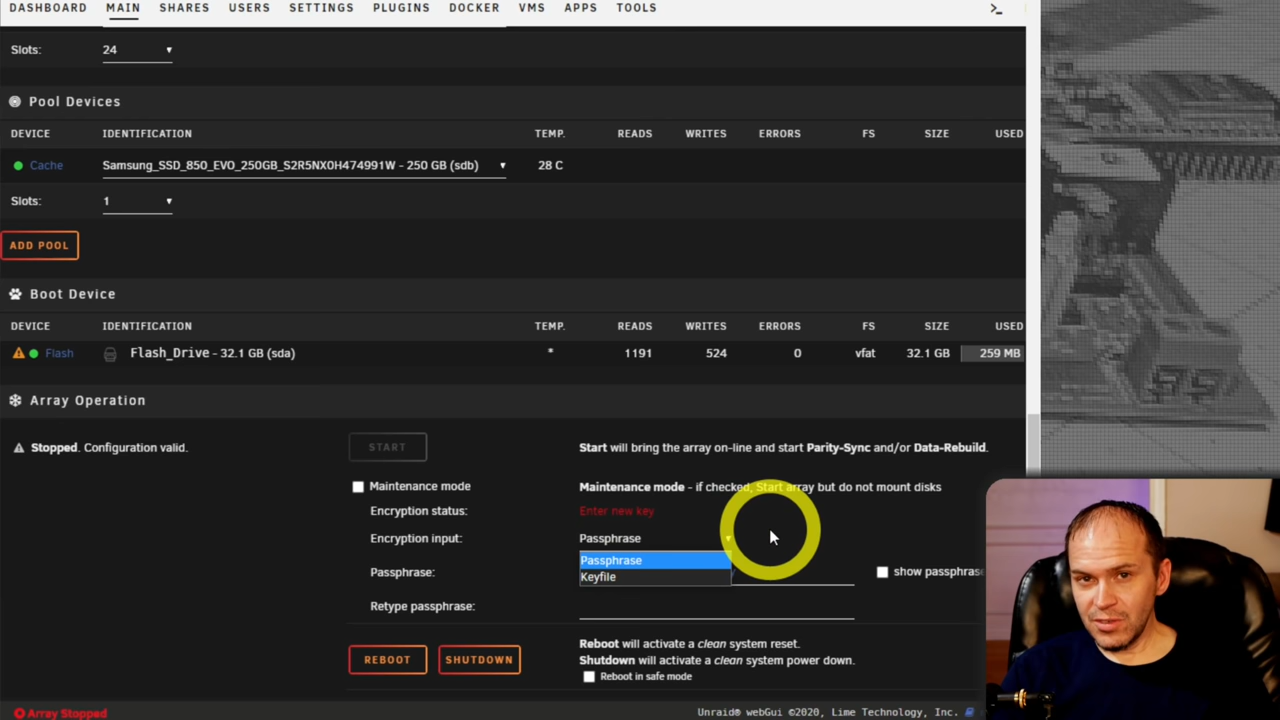 DASHBOARD MAIN SHARES USERS SETTINGS PLUGINS DOCKER VMS APPS TOOLS >_
Slots: 24
Pool Devices
DEVICE IDENTIFICATION TEMP. READS WRITES ERRORS FS SIZE USED
Cache Samsung_SSD_850_EVO_250GB_S2R5NX0H474991W - 250 GB (sdb) 28 C
Slots: 1
ADD POOL
Boot Device
DEVICE IDENTIFICATION TEMP. READS WRITES ERRORS FS SIZE USED
Flash Flash_Drive - 32.1 GB (sda) * 1191 524 0 vfat 32.1 GB 259 MB
Array Operation
Stopped. Configuration valid. START Start will bring the array on-line and start Parity-Sync and/or Data-Rebuild.
Maintenance mode Maintenance mode - if checked, Start array but do not mount disks
Encryption status: Enter new key
Encryption input: Passphrase
Passphrase
Passphrase: show passphrase
Keyfile
Retype passphrase:
REBOOT SHUTDOWN Reboot will activate a clean system reset.
Shutdown will activate a clean system power down.
Reboot in safe mode
Array Stopped Unraid® webGui ©2020, Lime Technology, Inc.